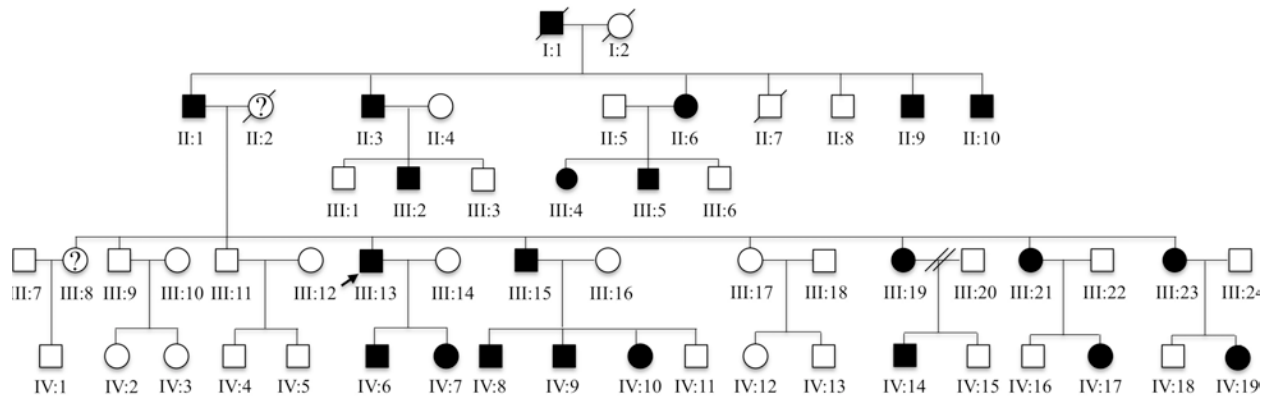 I:1 I:2
? 
II:1 II:2 II:3 II:4 II:5 II:6 II:7 II:8 II:9 II:10
III:1 III:2 III:3 III:4 III:5 III:6
?
II:7 III:8 III:9 III:10 III:11 III:12 III:13 III:14 III:15 III:16 III:17 III:18 III:19 III:20 III:21 III:22 III:23 III:24
IV:1 IV:2 IV:3 IV:4 IV:5 IV:6 IV:7 IV:8 IV:9 IV:10 IV:11 IV:12 IV:13 IV:14 IV:15 IV:16 IV:17 IV:18 IV:19